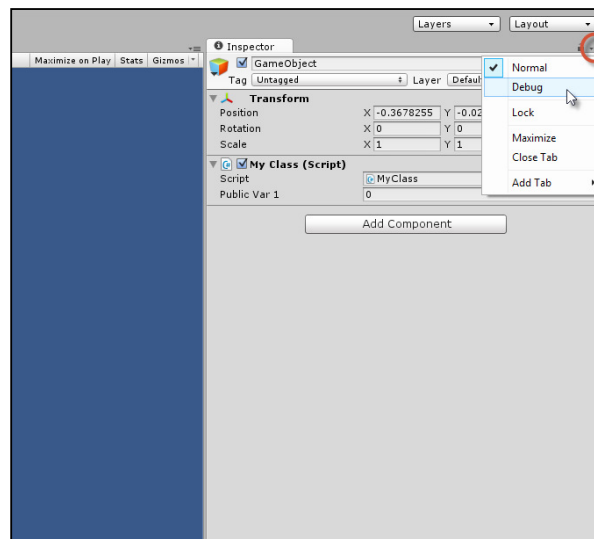 Layers Layout
Inspector
Maximize on Play Stats Gizmos
GameObject
Tag Untagged Layer
Transform
Position X -0.3678255 Y -0.02
Rotation X 0 Y 0
Scale X 1 Y 1
My Class (Script)
Script MyClass
Public Var 1 0
Add Component
Normal
Debug
Lock
Maximize
Close Tab
Add Tab